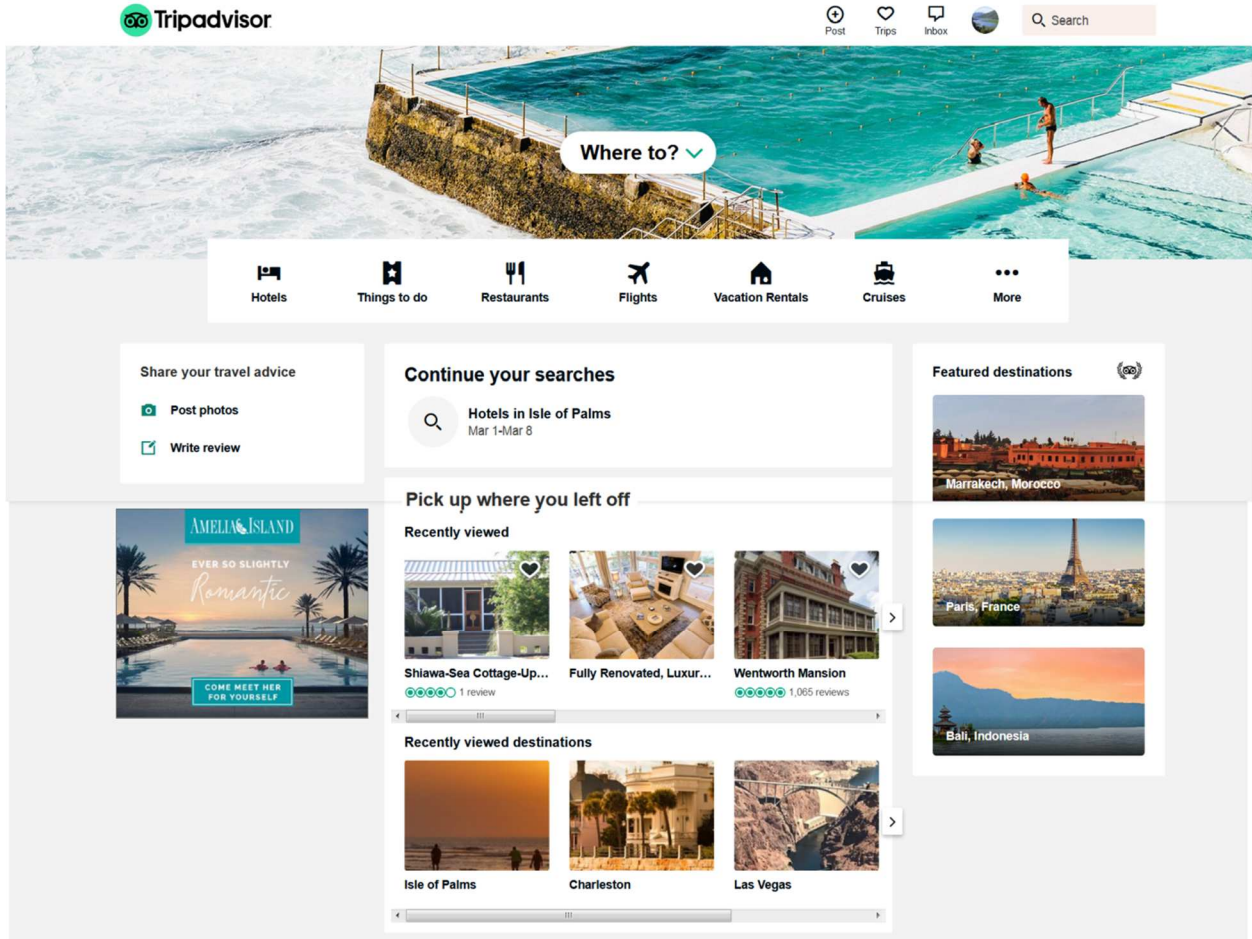 Tripadvisor
Post
Trips
Inbox
Search
Where to?
Hotels
Things to do
Restaurants
Flights
Vacation Rentals
Cruises
More
Share your travel advice
Post photos
Write review
AMELIA ISLAND
EVER SO SLIGHTLY
Romantic
COME MEET HER
FOR YOURSELF
Continue your searches
Hotels in Isle of Palms
Mar 1-Mar 8
Pick up where you left off
Recently viewed
Shiawa-Sea Cottage-Up...
1 review
Fully Renovated, Luxur...
Wentworth Mansion
1,065 reviews
Recently viewed destinations
Isle of Palms
Charleston
Las Vegas
Featured destinations
Marrakech, Morocco
Paris, France
Bali, Indonesia